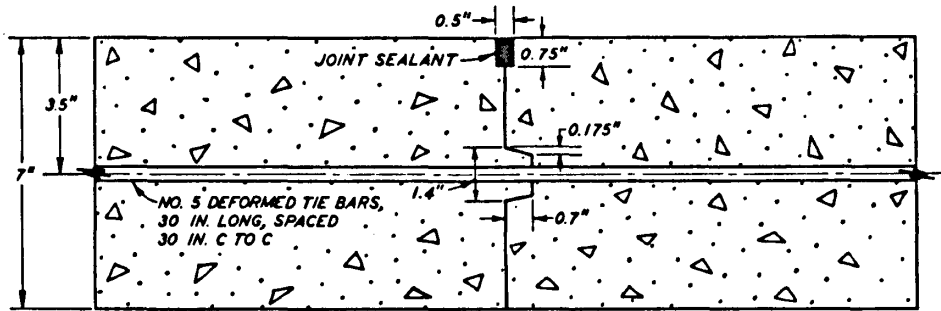 0.5"
JOINT SEALANT
0.75"
3.5"
0.175"
7"
1.4"
NO. 5 DEFORMED TIE BARS,
30 IN. LONG, SPACED
30 IN. C TO C
0.7"